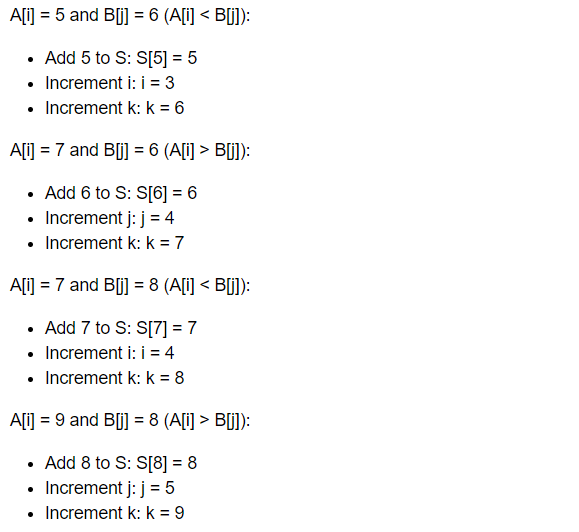 A[i] = 5 and B[j] = 6 (A[i] < B[j]):
• Add 5 to S: S[5] = 5
• Increment i: i = 3
• Increment k: k = 6
A[i] = 7 and B[j] = 6 (A[i] > B[j]):
• Add 6 to S: S[6] = 6
• Increment j: j = 4
• Increment k: k = 7
A[i] = 7 and B[j] = 8 (A[i] < B[j]):
• Add 7 to S: S[7] = 7
• Increment i: i = 4
• Increment k: k = 8
A[i] = 9 and B[j] = 8 (A[i] > B[j]):
• Add 8 to S: S[8] = 8
• Increment j: j = 5
• Increment k: k = 9